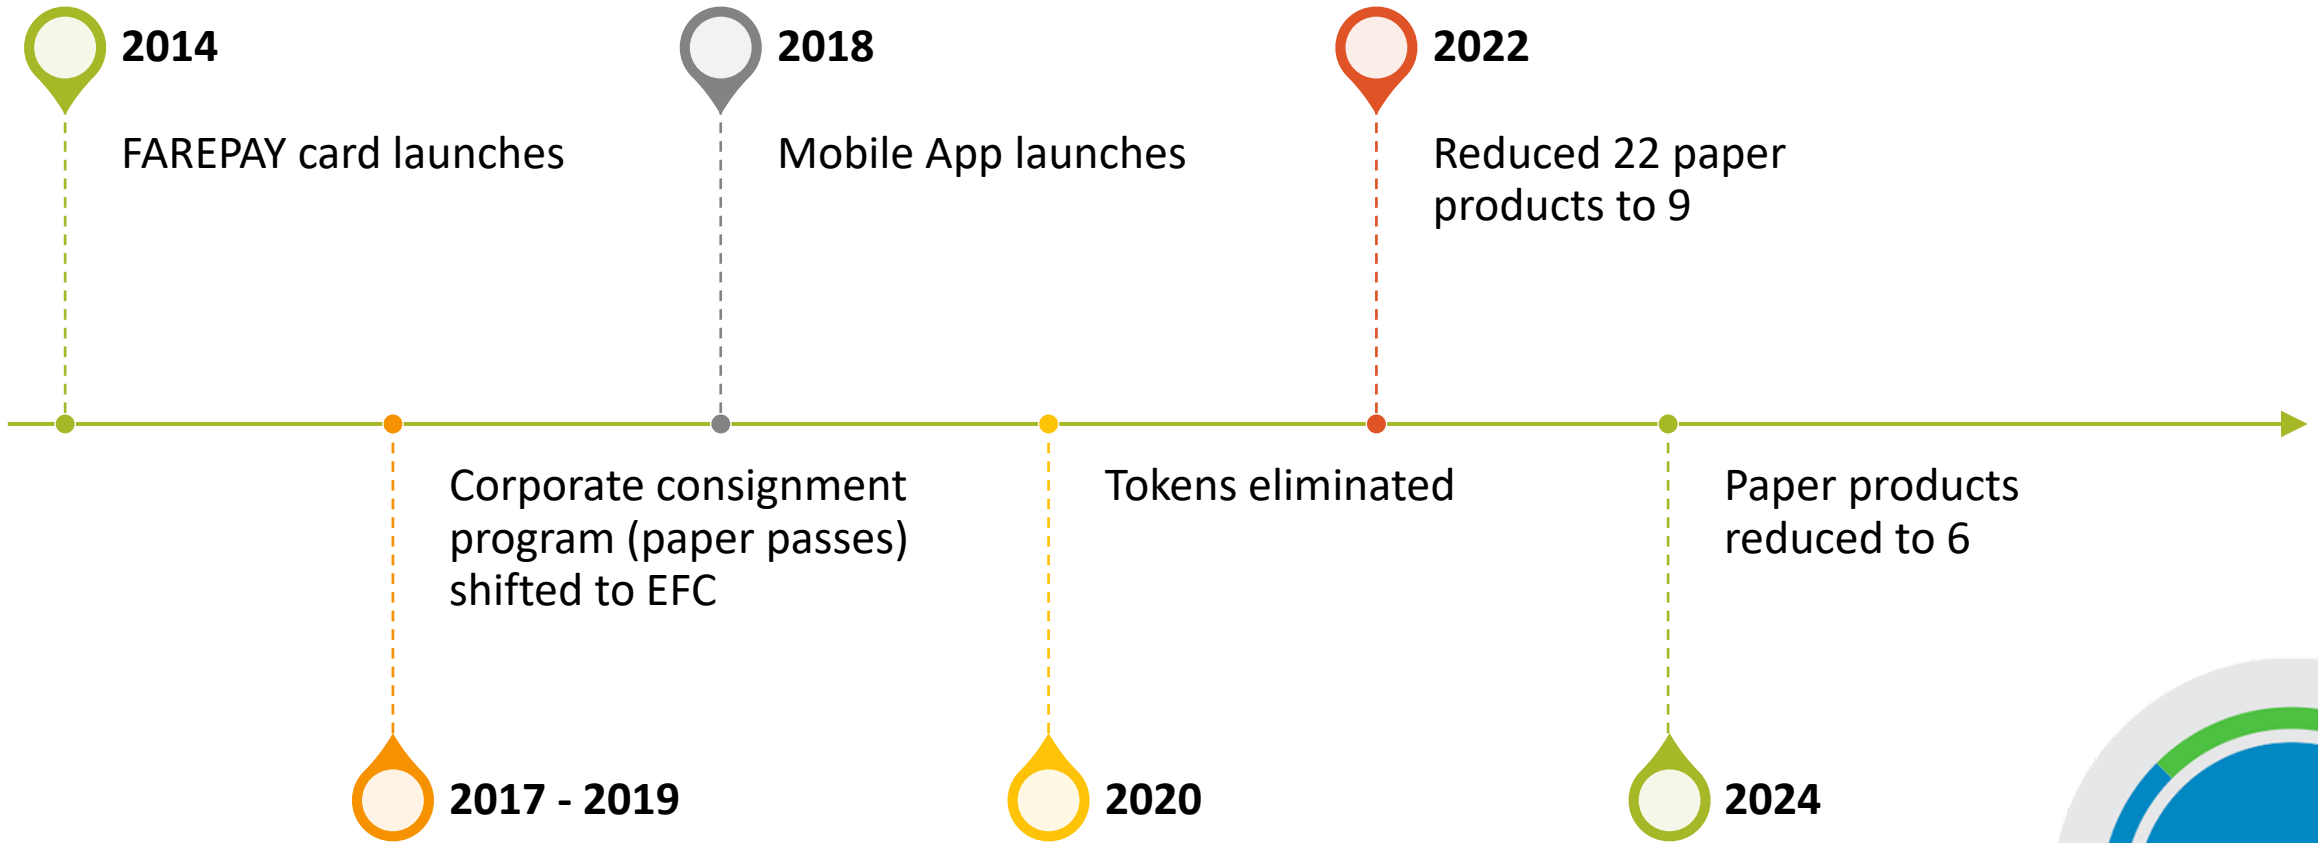 2014
FAREPAY card launches
2018
Mobile App launches
2022
Reduced 22 paper
products to 9
Corporate consignment
program (paper passes)
shifted to EFC
2017 - 2019
Tokens eliminated
2020
Paper products
reduced to 6
2024